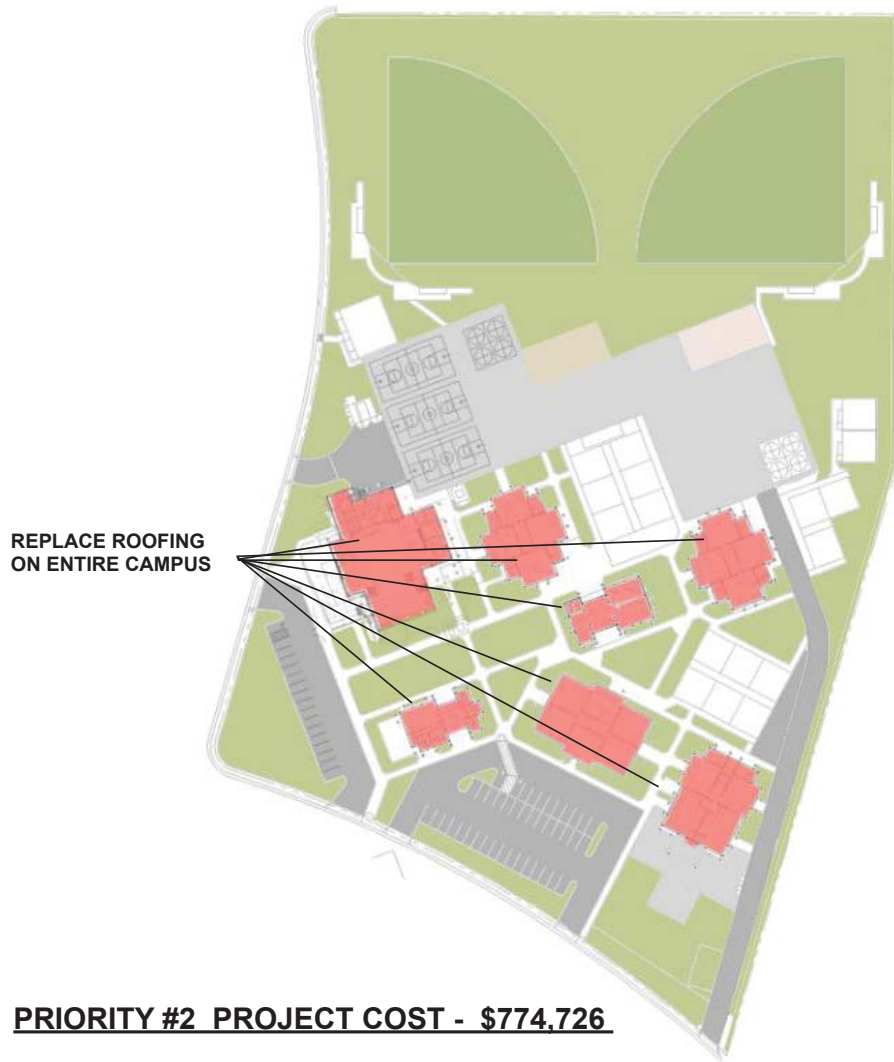 REPLACE ROOFING
ON ENTIRE CAMPUS
PRIORITY #2 PROJECT COST - $774,726